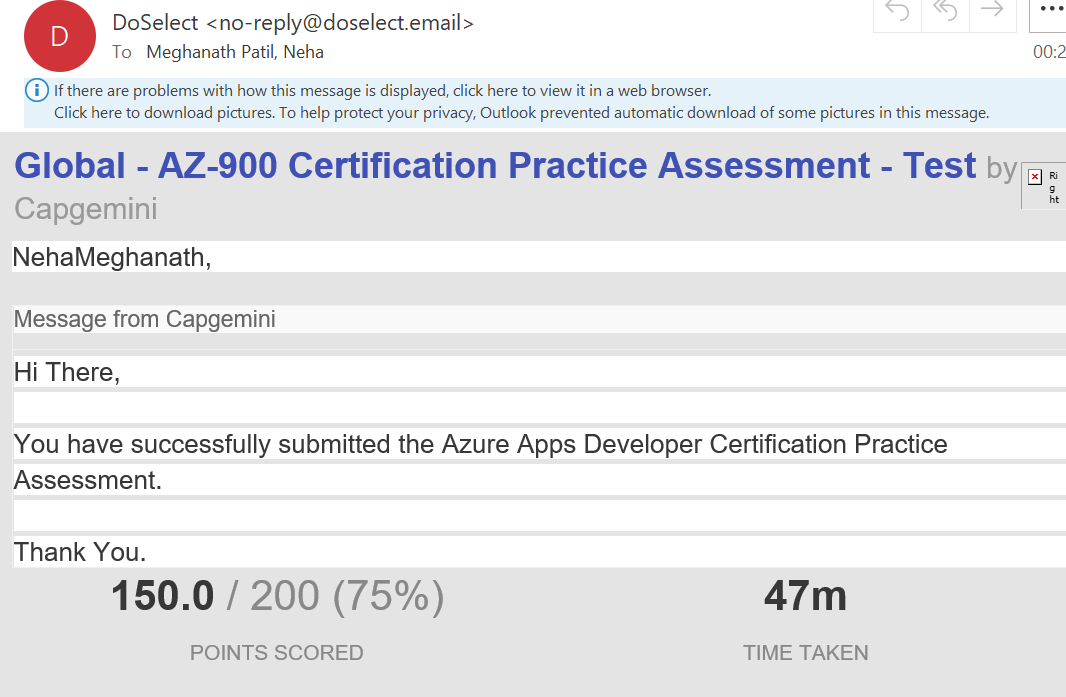 D
DoSelect <no-reply@doselect.email>
To Meghanath Patil, Neha
00:2
If there are problems with how this message is displayed, click here to view it in a web browser.
Click here to download pictures. To help protect your privacy, Outlook prevented automatic download of some pictures in this message.
Global - AZ-900 Certification Practice Assessment - Test by
Capgemini
Ri
g
ht
NehaMeghanath,
Message from Capgemini
Hi There,
You have successfully submitted the Azure Apps Developer Certification Practice
Assessment.
Thank You.
150.0 / 200 (75%) 47m
POINTS SCORED TIME TAKEN